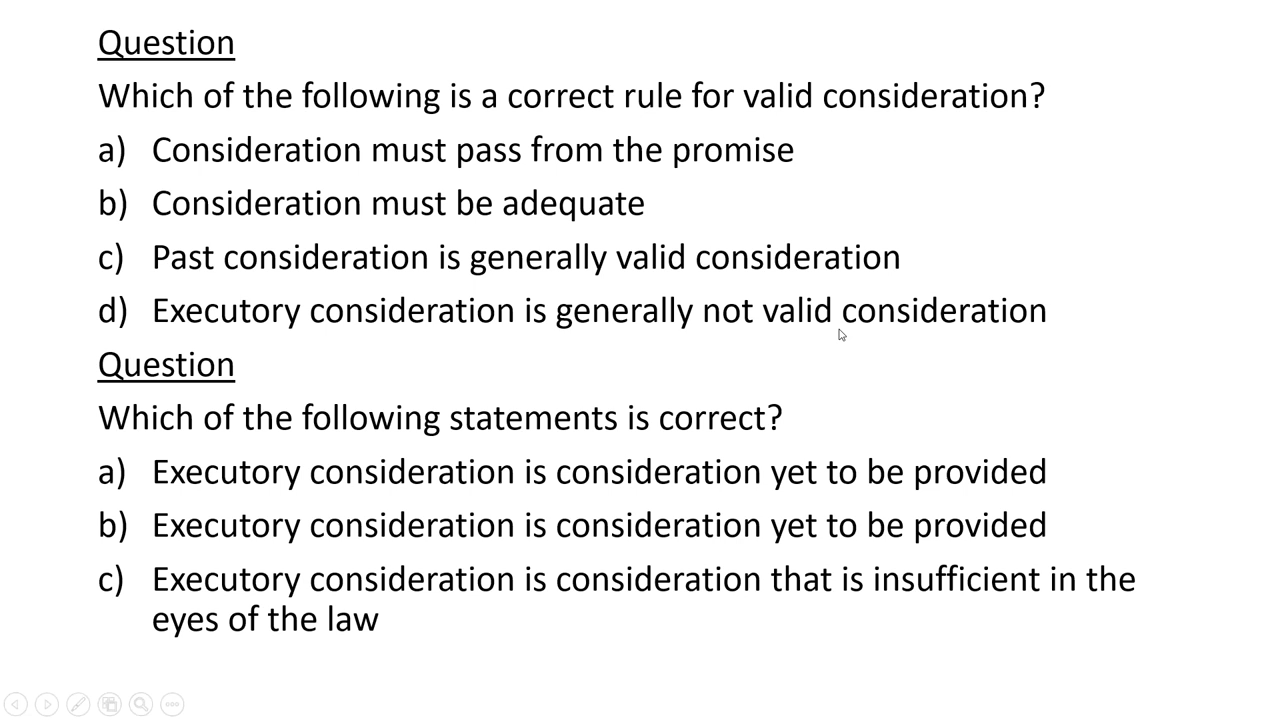 Question
Which of the following is a correct rule for valid consideration?
a) Consideration must pass from the promise
b) Consideration must be adequate
c) Past consideration is generally valid consideration
d) Executory consideration is generally not valid consideration
Question
Which of the following statements is correct?
a) Executory consideration is consideration yet to be provided
b) Executory consideration is consideration yet to be provided
c) Executory consideration is consideration that is insufficient in the
eyes of the law